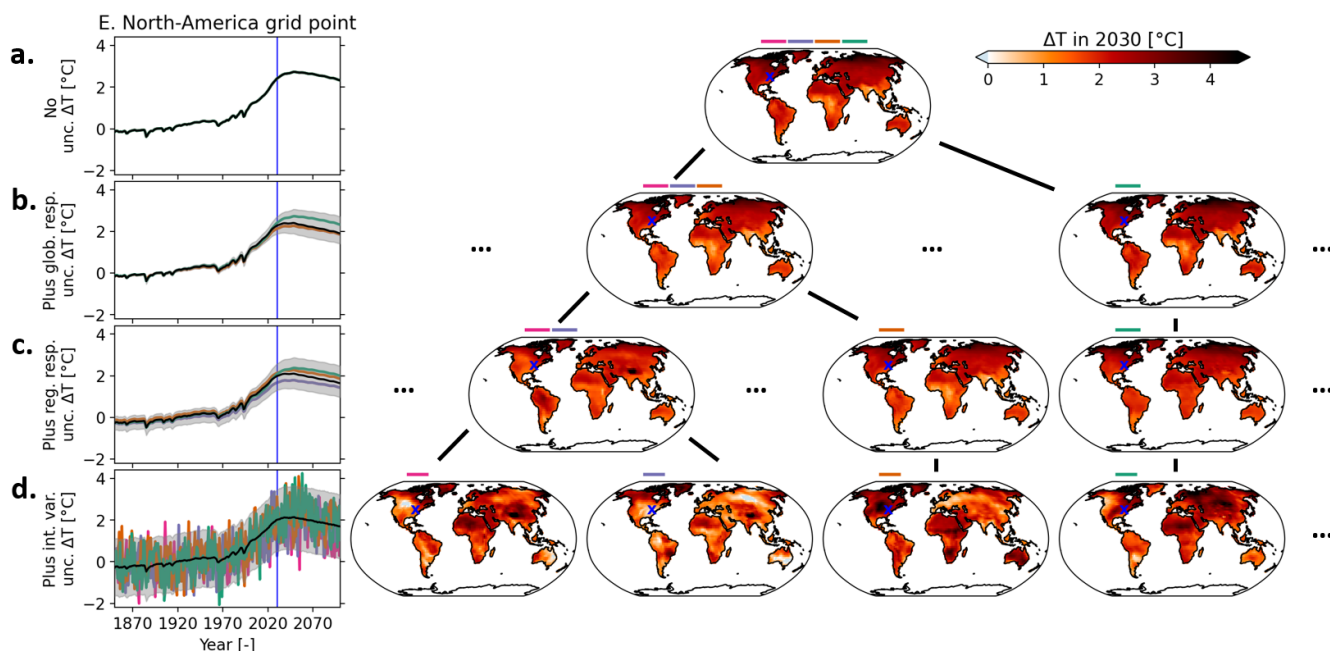 E. North-America grid point
a.
No
unc. ΔT [°C]
4
2
0
−2
ΔT in 2030 [°C]
0 1 2 3 4
x
b.
Plus glob. resp.
unc. ΔT [°C]
4
2
0
−2
...
x
...
x
...
c.
Plus reg. resp.
unc. ΔT [°C]
4
2
0
−2
...
x
...
x
x
...
d.
Plus int. var.
unc. ΔT [°C]
4
2
0
−2
x
x
x
x
...
1870 1920 1970 2020 2070
Year [-]